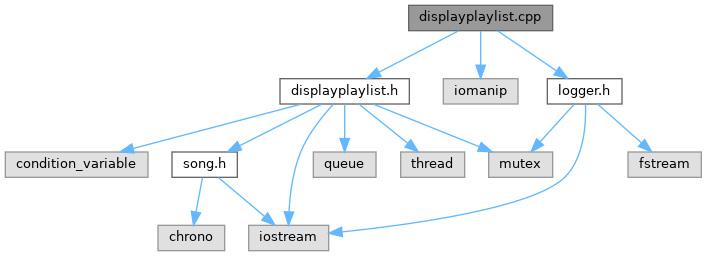 displayplaylist.cpp
displayplaylist.h
iomanip
logger.h
condition_variable
song.h
queue
thread
mutex
fstream
chrono
iostream